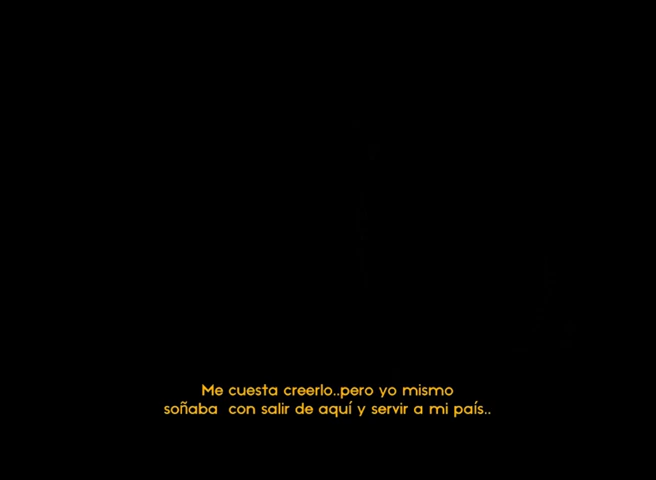 Me cuesta creerlo..pero yo mismo
soñaba  con salir de aquí y servir a mi país..